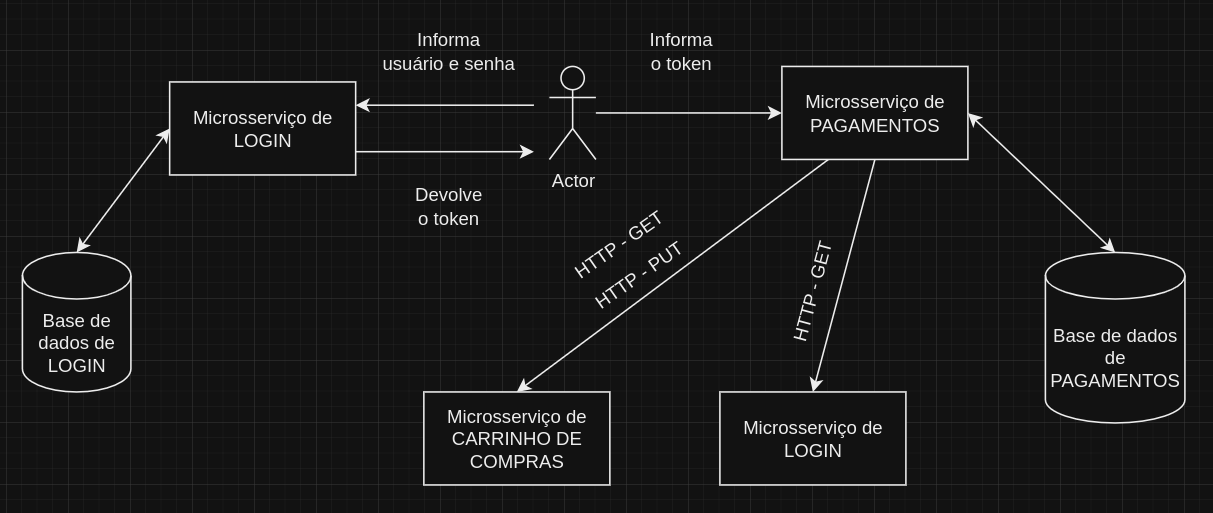 Informa
usuário e senha
Informa
o token
Microsserviço de
LOGIN
Microsserviço de
PAGAMENTOS
Actor
Devolve
o token
HTTP - GET
HTTP - PUT
HTTP - GET
Base de
dados de
LOGIN
Base de dados
de
PAGAMENTOS
Microsserviço de
CARRINHO DE
COMPRAS
Microsserviço de
LOGIN